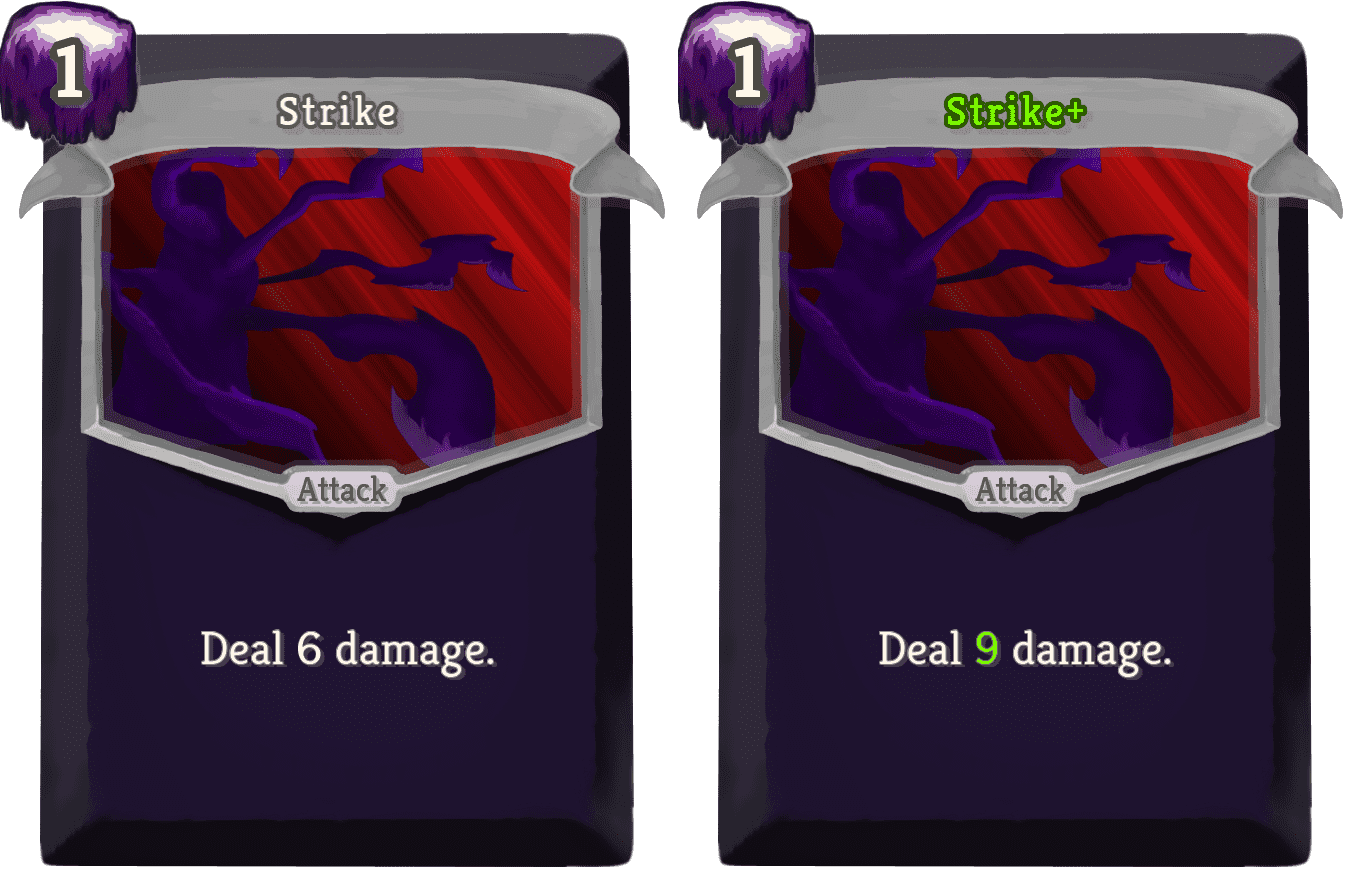 1
Strike
Attack
Deal 6 damage.
1
Strike+
Attack
Deal 9 damage.